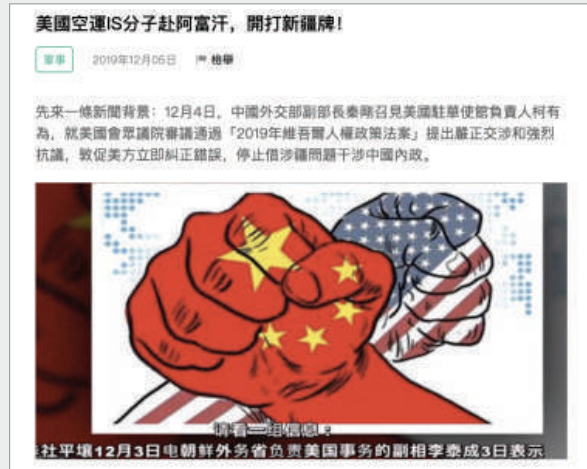 美國空運IS分子赴阿富汗，開打新疆牌！
軍事 2019年12月05日 檢舉
先來一條新聞背景：12月4日，中國外交部副部長秦剛召見美國駐華使館負責人柯有
為，就美國會眾議院審議通過「2019年維吾爾人權政策法案」提出嚴正交涉和強烈
抗議，敦促美方立即糾正錯誤，停止借涉疆問題干涉中國內政。
请看一组信息：
社平壤12月3日电朝鲜外务省负责美国事务的副相李泰成3日表示